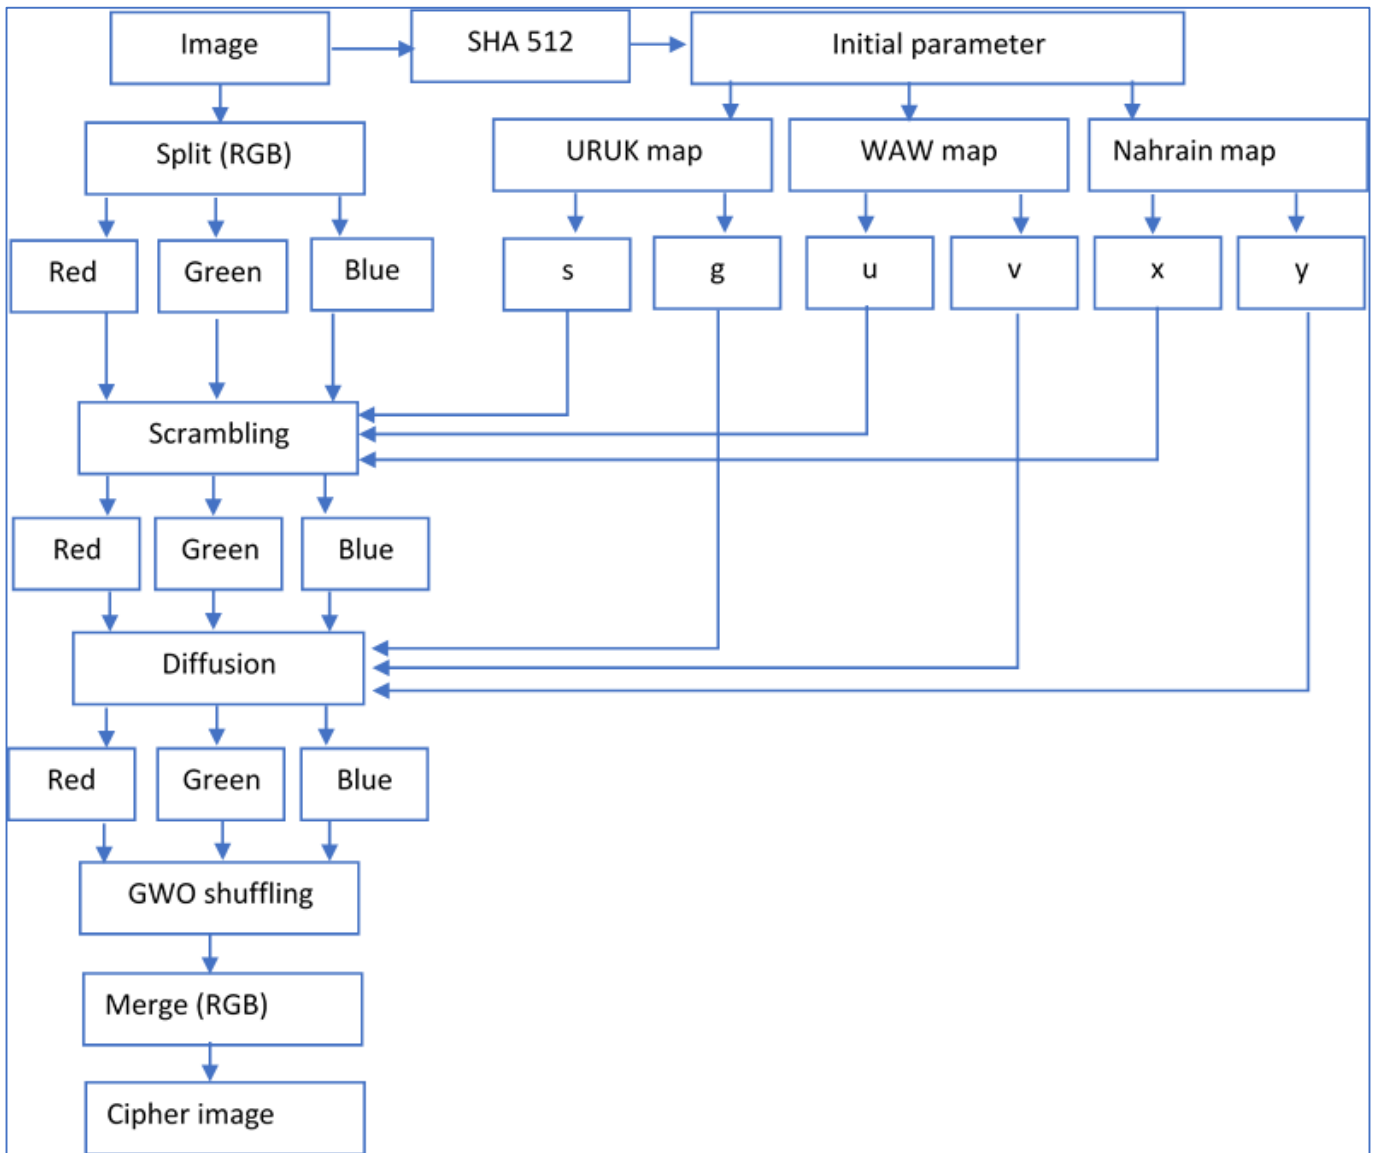 Image
SHA 512
Initial parameter
Split (RGB)
URUK map
WAW map
Nahrain map
Red
Green
Blue
s
g
u
v
x
y
Scrambling
Red
Green
Blue
Diffusion
Red
Green
Blue
GWO shuffling
Merge (RGB)
Cipher image